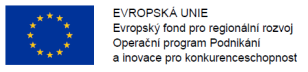 EVROPSKÁ UNIE
Evropský fond pro regionální rozvoj
Operační program Podnikání
a inovace pro konkurenceschopnost